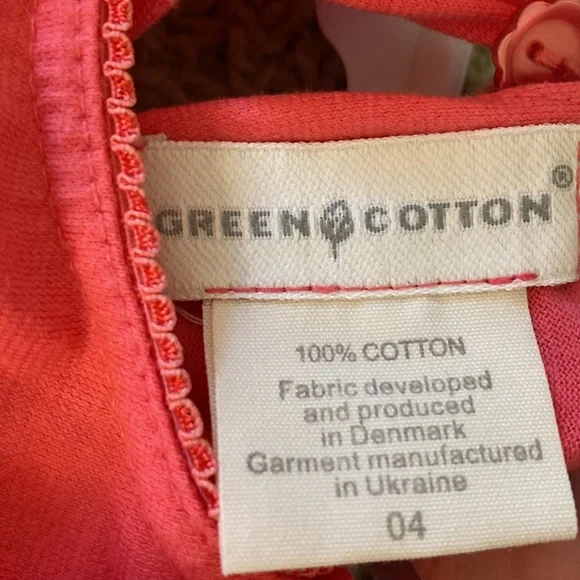 GREEN COTTON®
100% COTTON
Fabric developed
and produced
in Denmark
Garment manufactured
in Ukraine
04